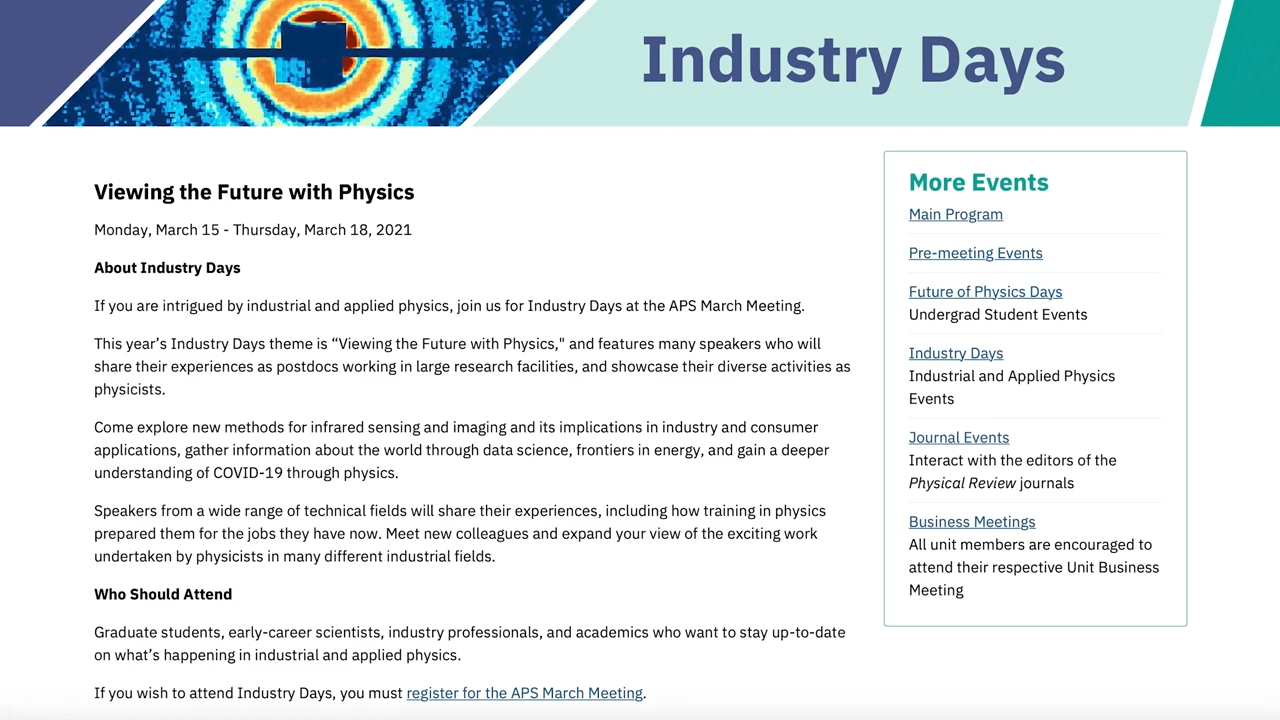 Industry Days
Viewing the Future with Physics
Monday, March 15 - Thursday, March 18, 2021
About Industry Days
If you are intrigued by industrial and applied physics, join us for Industry Days at the APS March Meeting.
This year’s Industry Days theme is “Viewing the Future with Physics," and features many speakers who will
share their experiences as postdocs working in large research facilities, and showcase their diverse activities as
physicists.
Come explore new methods for infrared sensing and imaging and its implications in industry and consumer
applications, gather information about the world through data science, frontiers in energy, and gain a deeper
understanding of COVID-19 through physics.
Speakers from a wide range of technical fields will share their experiences, including how training in physics
prepared them for the jobs they have now. Meet new colleagues and expand your view of the exciting work
undertaken by physicists in many different industrial fields.
Who Should Attend
Graduate students, early-career scientists, industry professionals, and academics who want to stay up-to-date
on what’s happening in industrial and applied physics.
If you wish to attend Industry Days, you must register for the APS March Meeting.
More Events
Main Program
Pre-meeting Events
Future of Physics Days
Undergrad Student Events
Industry Days
Industrial and Applied Physics
Events
Journal Events
Interact with the editors of the
Physical Review journals
Business Meetings
All unit members are encouraged to
attend their respective Unit Business
Meeting